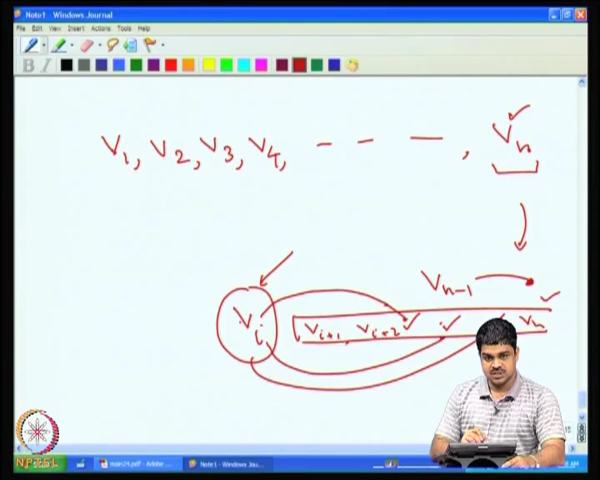 Note1 - Windows Journal
File Edit View Insert Actions Tools Help
B I
V₁, V₂, V₃, V₄, - - - , Vₙ
Vₙ₋₁
Vᵢ Vᵢ₊₁, Vᵢ₊₂ Vₙ
NPTEL
main24.pdf - Adobe ... Note1 - Windows Jou...